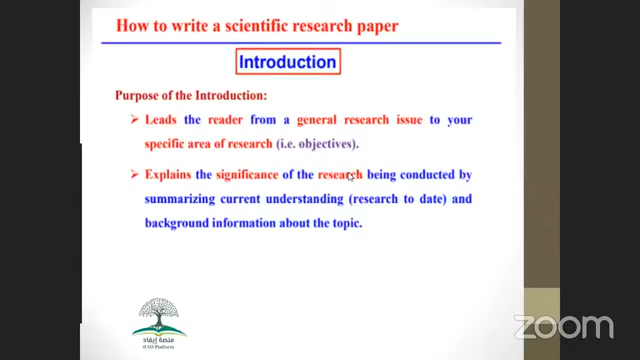 How to write a scientific research paper
Introduction
Purpose of the Introduction:
Leads the reader from a general research issue to your
specific area of research (i.e. objectives).
Explains the significance of the research being conducted by
summarizing current understanding (research to date) and
background information about the topic.
منصة إيفاد
IFAD Platform
zoom